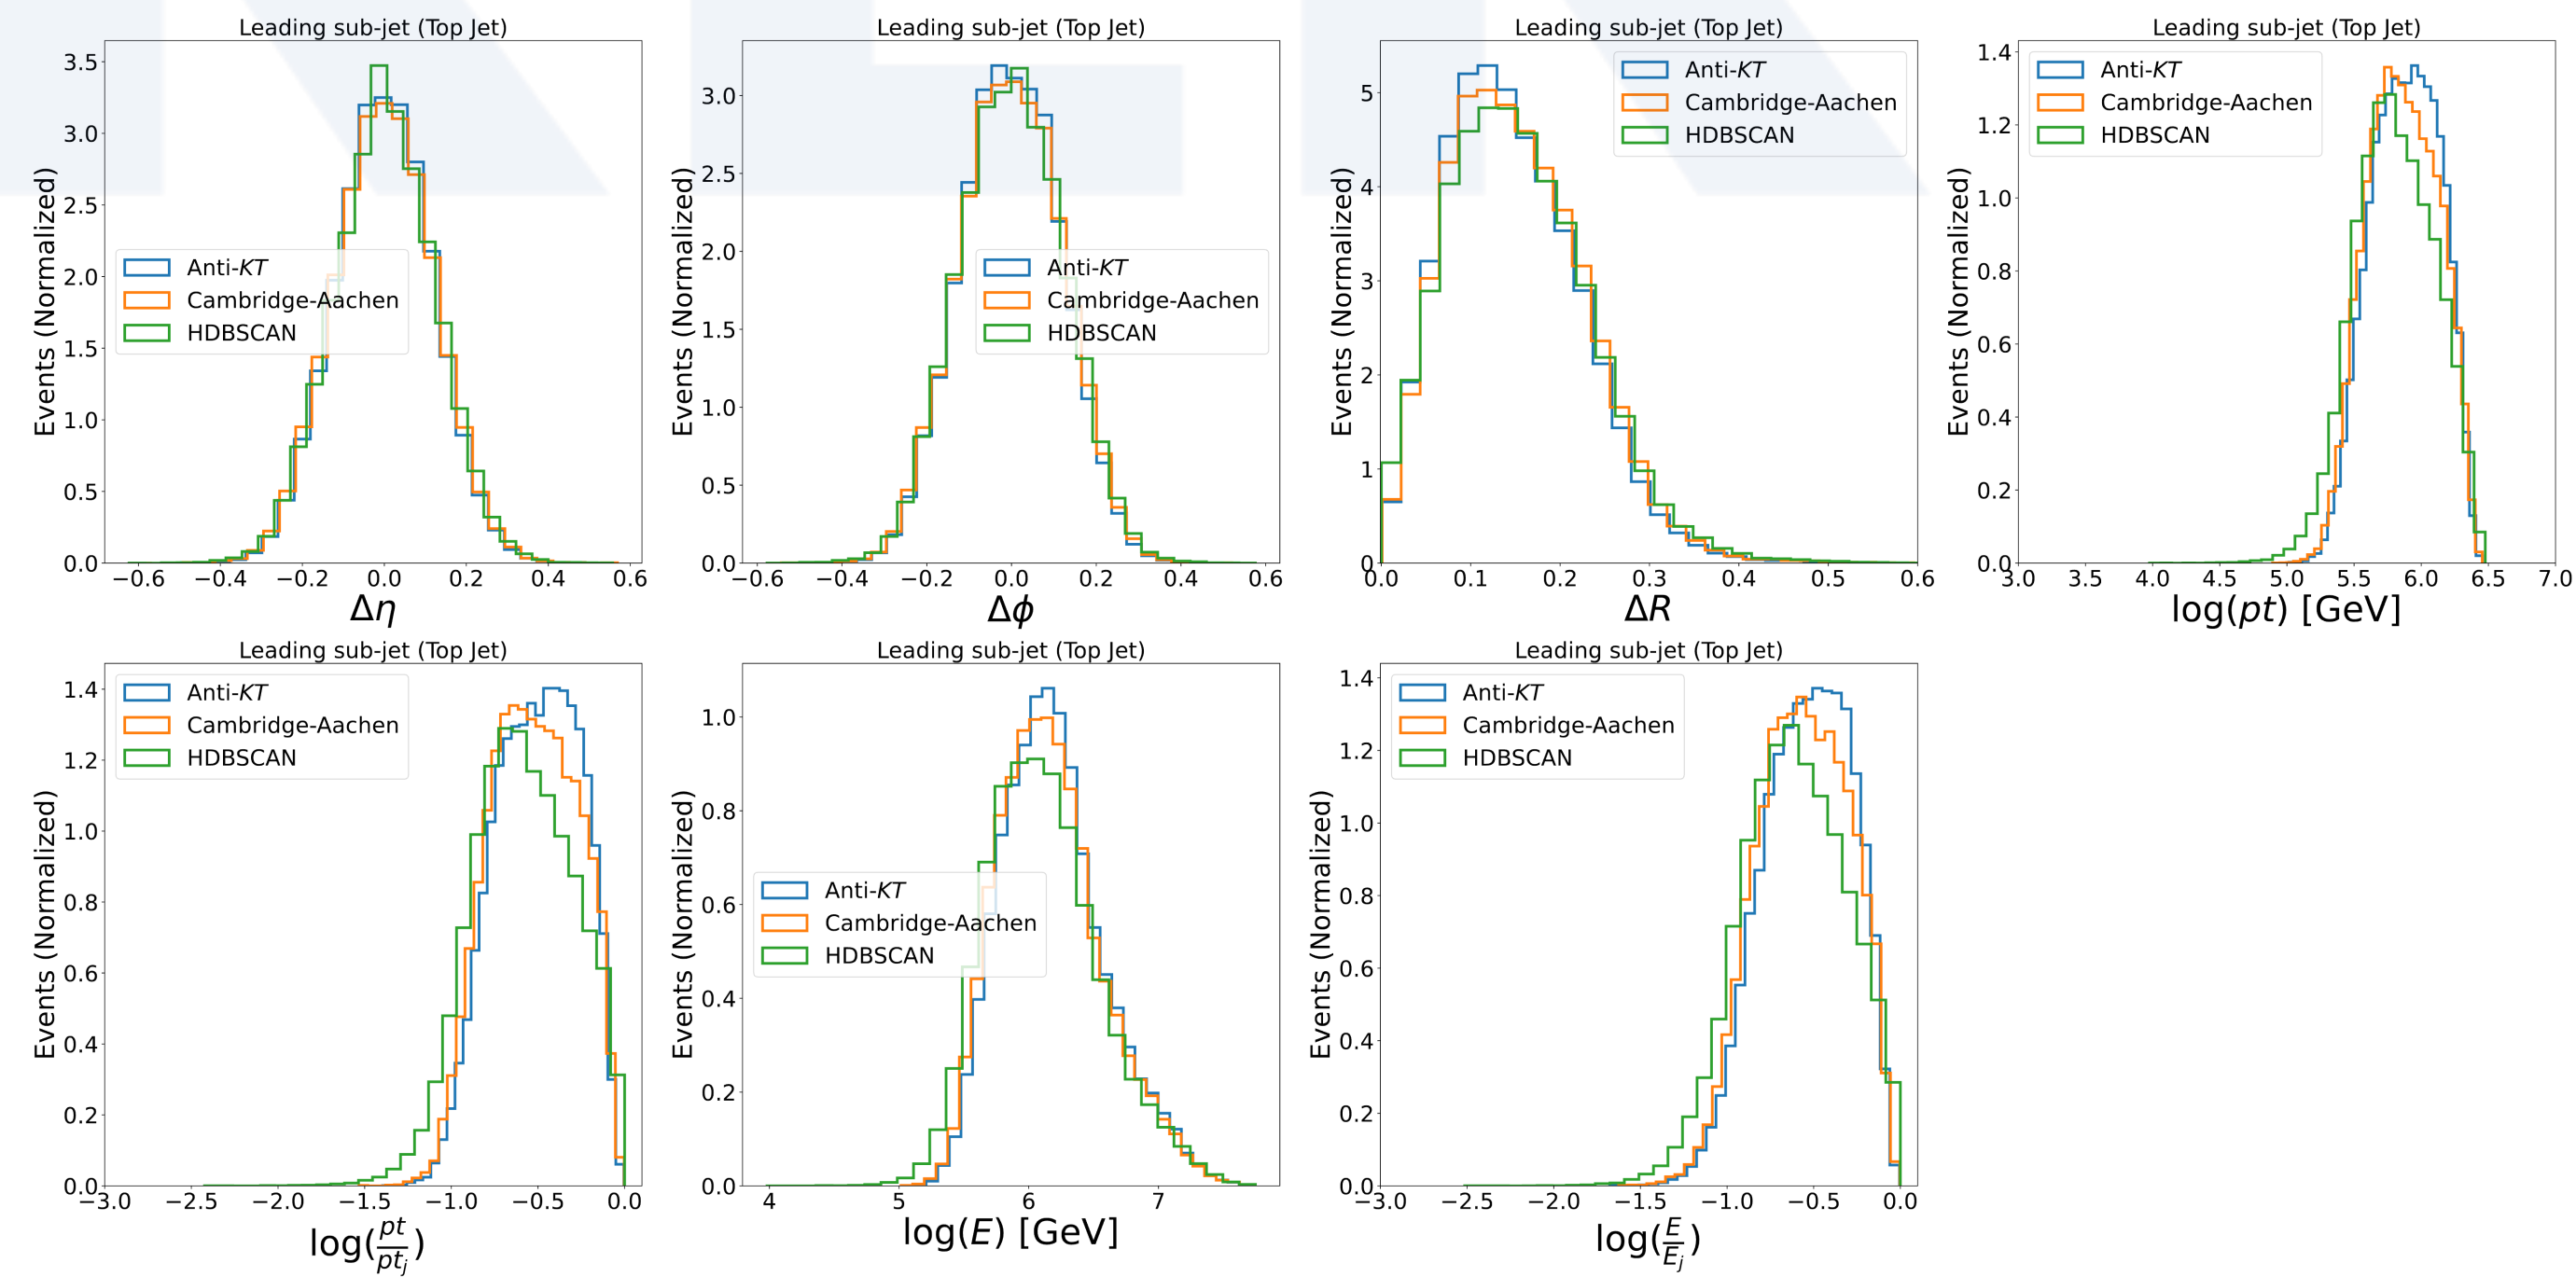 Leading sub-jet (Top Jet)
3.5
3.0
2.5
2.0
1.5
1.0
0.5
0.0
Events (Normalized)
Anti-KT
Cambridge-Aachen
HDBSCAN
−0.6 −0.4 −0.2 0.0 0.2 0.4 0.6
Δη
Leading sub-jet (Top Jet)
3.0
2.5
2.0
1.5
1.0
0.5
0.0
Events (Normalized)
Anti-KT
Cambridge-Aachen
HDBSCAN
−0.6 −0.4 −0.2 0.0 0.2 0.4 0.6
Δϕ
Leading sub-jet (Top Jet)
5
4
3
2
1
0
Events (Normalized)
Anti-KT
Cambridge-Aachen
HDBSCAN
0.0 0.1 0.2 0.3 0.4 0.5 0.6
ΔR
Leading sub-jet (Top Jet)
1.4
1.2
1.0
0.8
0.6
0.4
0.2
0.0
Events (Normalized)
Anti-KT
Cambridge-Aachen
HDBSCAN
3.0 3.5 4.0 4.5 5.0 5.5 6.0 6.5 7.0
log(pt) [GeV]
Leading sub-jet (Top Jet)
1.4
1.2
1.0
0.8
0.6
0.4
0.2
0.0
Events (Normalized)
Anti-KT
Cambridge-Aachen
HDBSCAN
−3.0 −2.5 −2.0 −1.5 −1.0 −0.5 0.0
log(pt/ptj)
Leading sub-jet (Top Jet)
1.0
0.8
0.6
0.4
0.2
0.0
Events (Normalized)
Anti-KT
Cambridge-Aachen
HDBSCAN
4 5 6 7
log(E) [GeV]
Leading sub-jet (Top Jet)
1.4
1.2
1.0
0.8
0.6
0.4
0.2
0.0
Events (Normalized)
Anti-KT
Cambridge-Aachen
HDBSCAN
−3.0 −2.5 −2.0 −1.5 −1.0 −0.5 0.0
log(E/Ej)